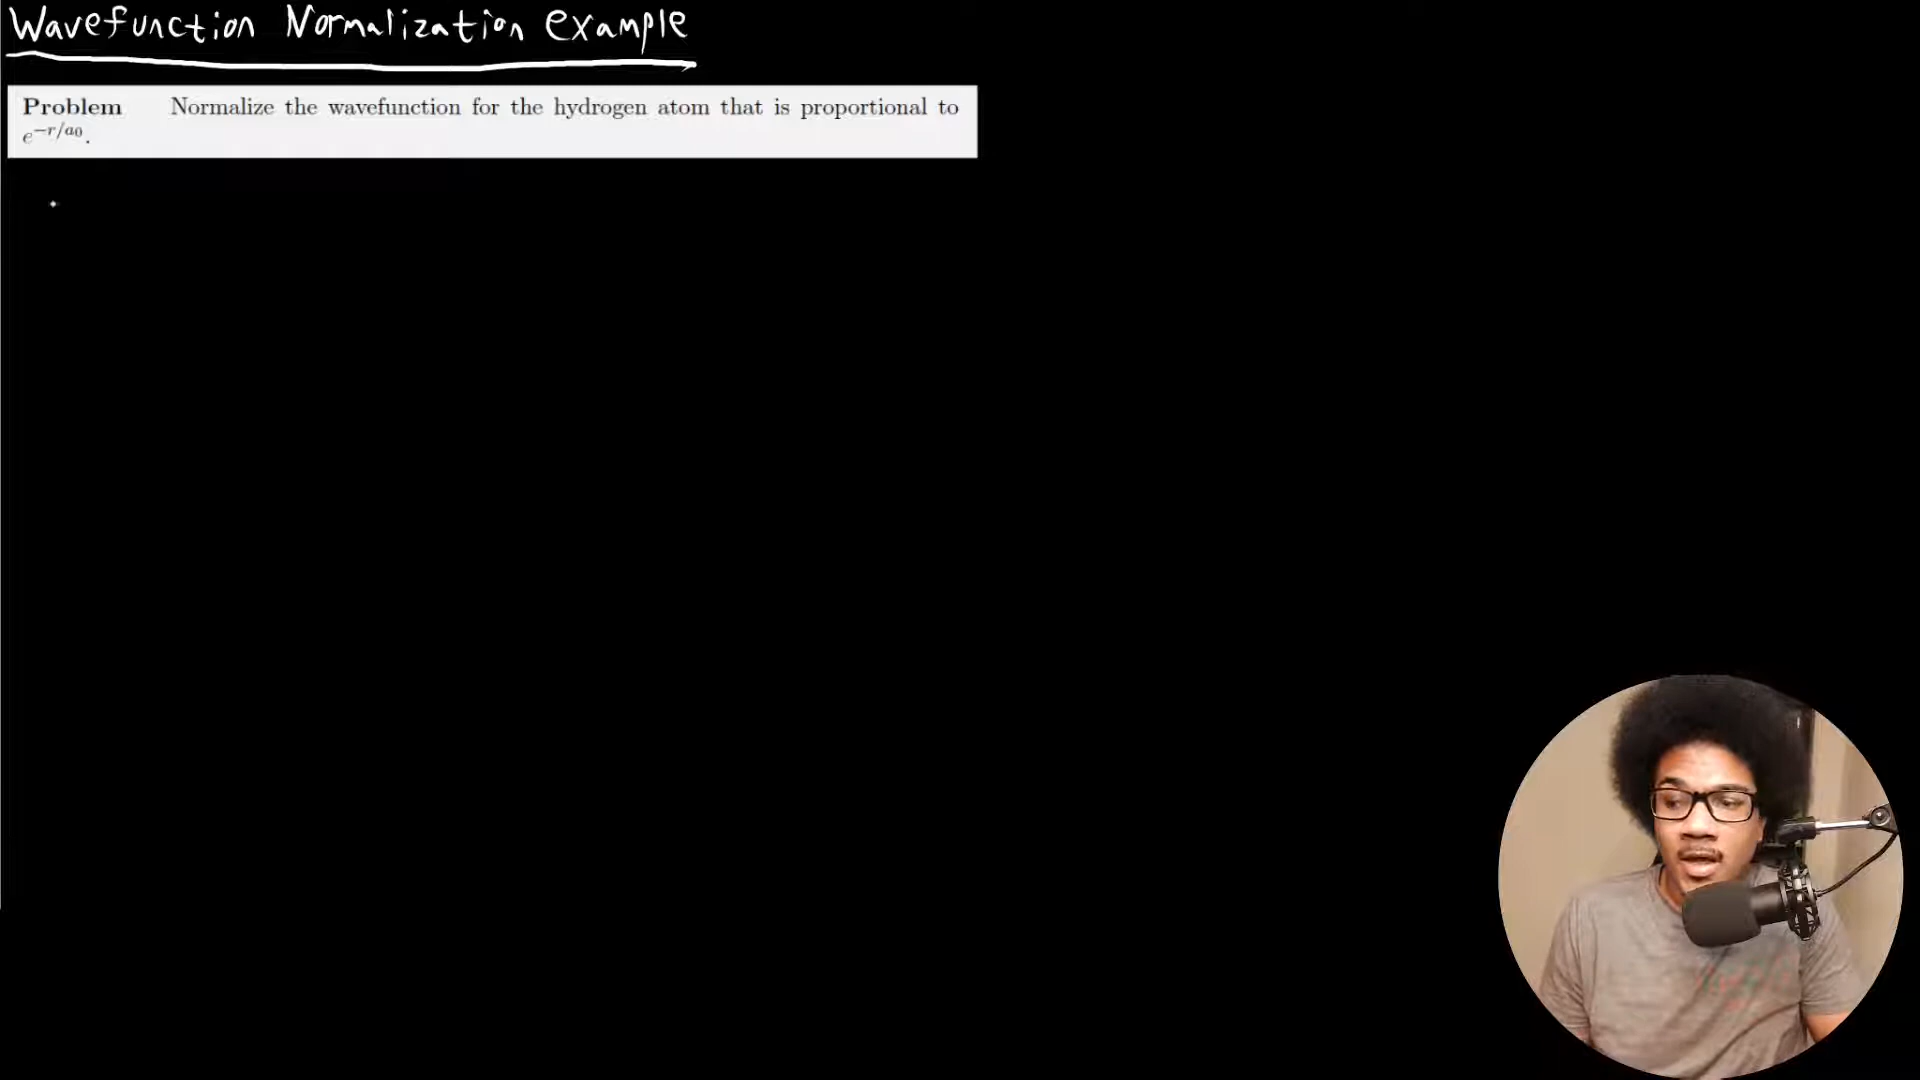 Wavefunction Normalization example
Problem Normalize the wavefunction for the hydrogen atom that is proportional to
e^{-r/a_0}.